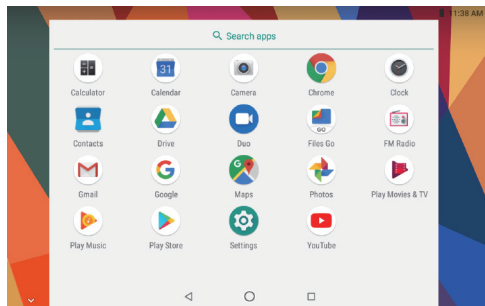 11:38 AM
Search apps
Calculator Calendar Camera Chrome Clock
31
Contacts Drive Duo Files Go FM Radio
GO
Gmail Google Maps Photos Play Movies & TV
Play Music Play Store Settings YouTube